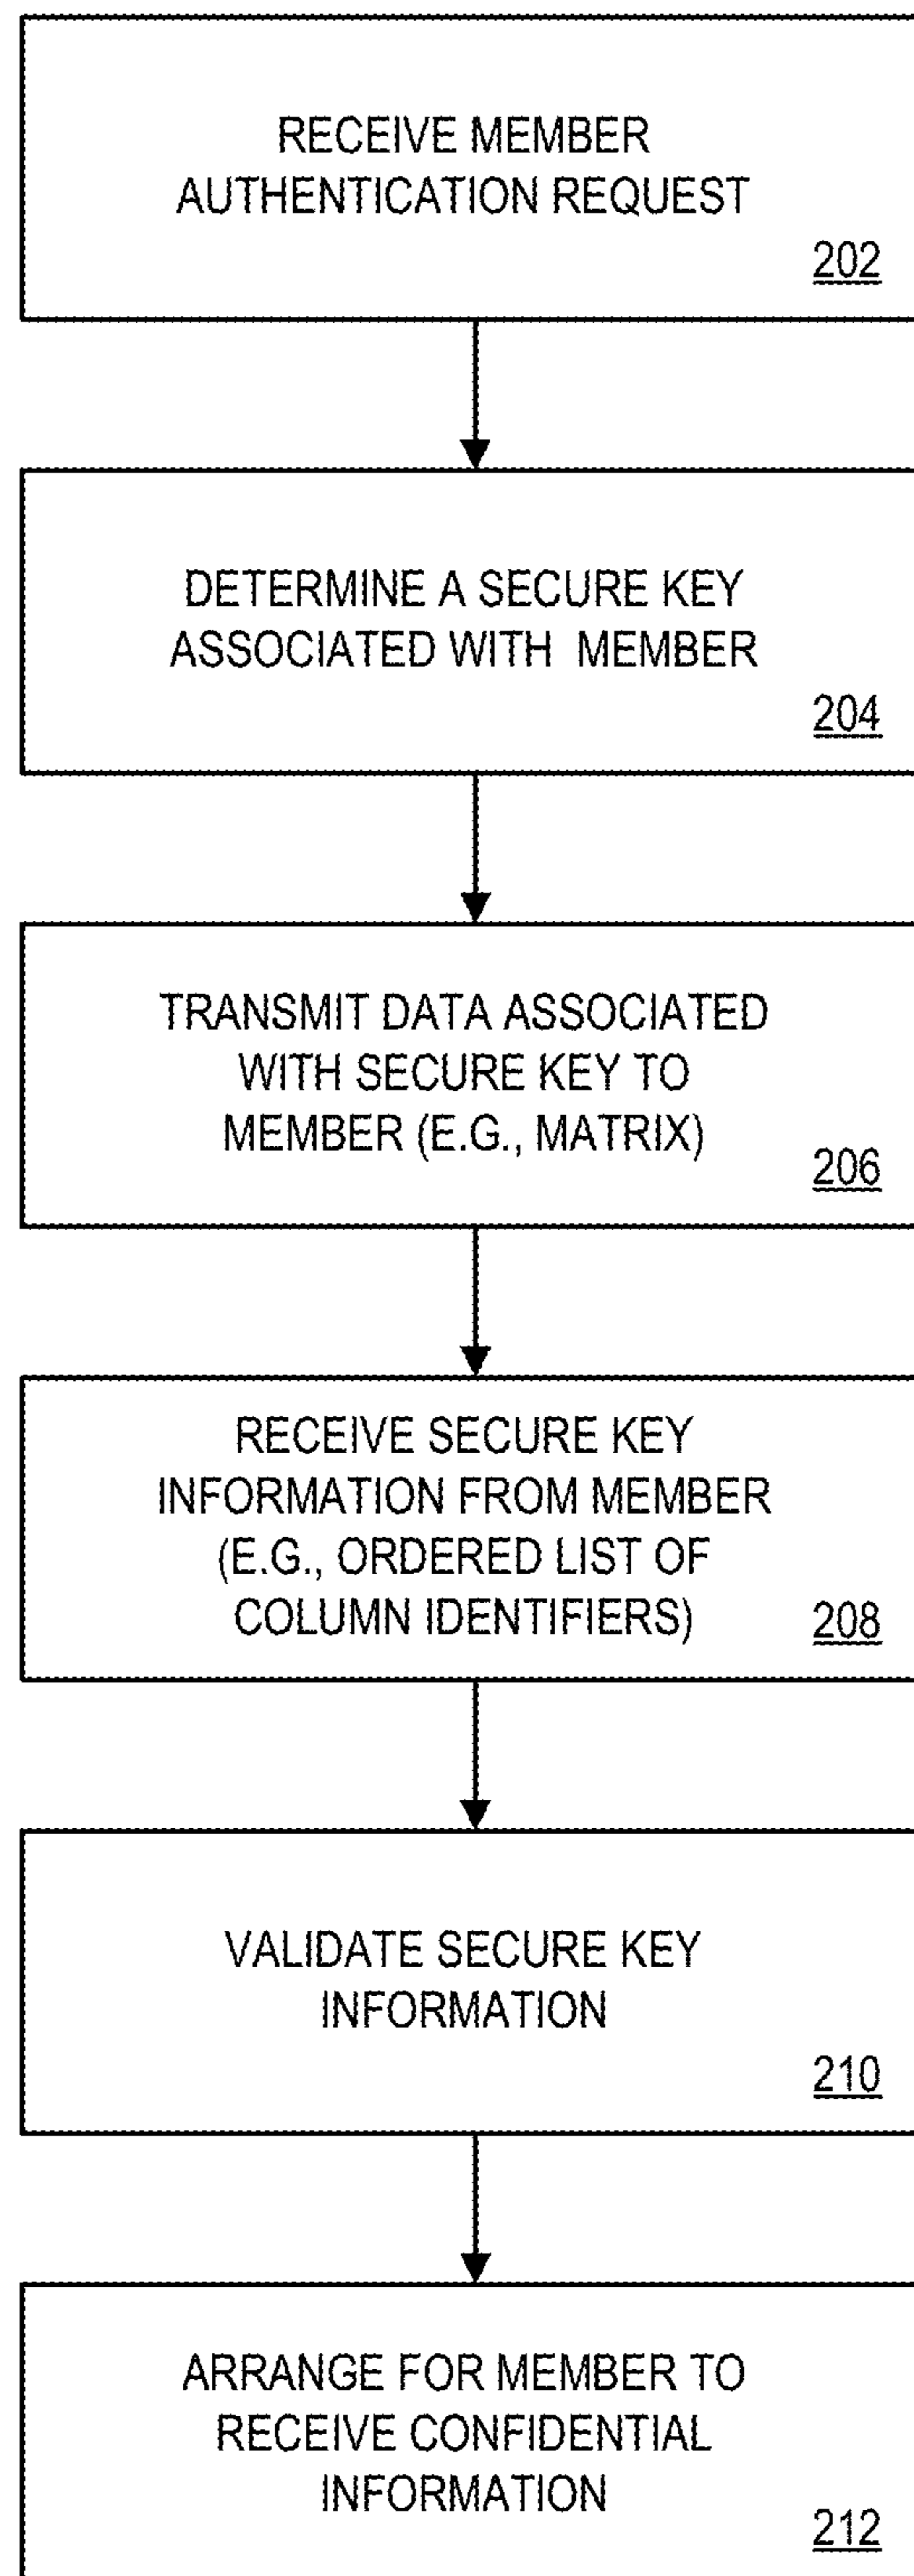 RECEIVE MEMBER
AUTHENTICATION REQUEST
202
DETERMINE A SECURE KEY
ASSOCIATED WITH MEMBER
204
TRANSMIT DATA ASSOCIATED
WITH SECURE KEY TO
MEMBER (E.G., MATRIX)
206
RECEIVE SECURE KEY
INFORMATION FROM MEMBER
(E.G., ORDERED LIST OF
COLUMN IDENTIFIERS)
208
VALIDATE SECURE KEY
INFORMATION
210
ARRANGE FOR MEMBER TO
RECEIVE CONFIDENTIAL
INFORMATION
212